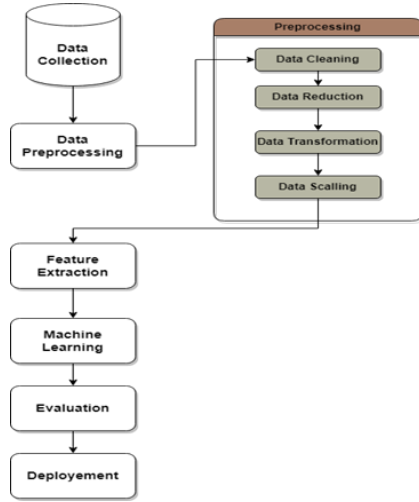 Data
Collection
Data
Preprocessing
Preprocessing
Data Cleaning
Data Reduction
Data Transformation
Data Scalling
Feature
Extraction
Machine
Learning
Evaluation
Deployement